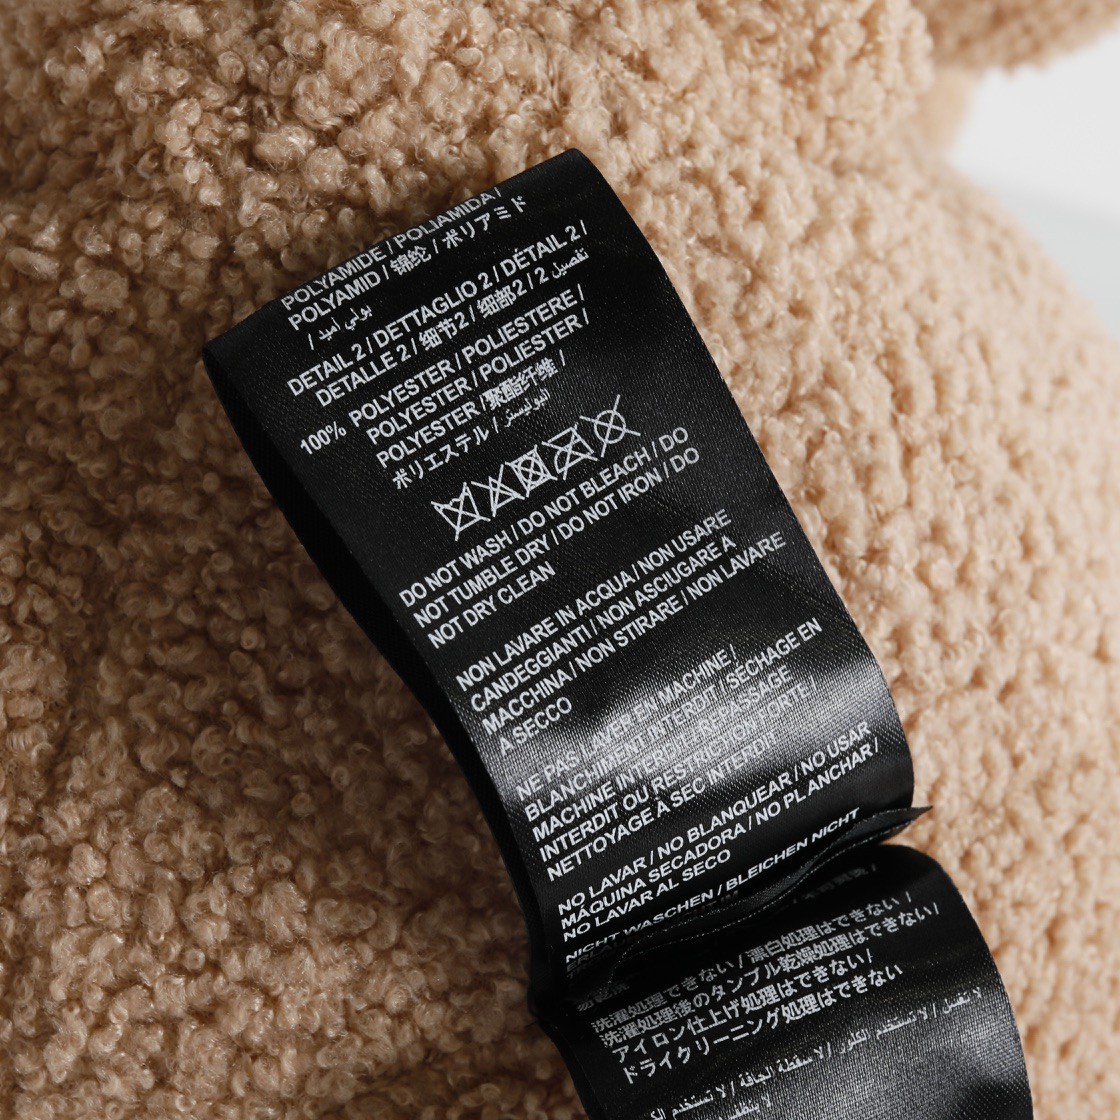 POLYAMIDE / POLIAMIDA /
POLYAMID / 锦纶 / ポリアミド
/ بولي اميد
DETAIL 2 / DETTAGLIO 2 / DÉTAIL 2 /
DETALLE 2 / 细节2 / 细部2 / 2 تفصيل
100% POLYESTER / POLIESTERE /
POLYESTER / POLIESTER /
POLYESTER / 聚酯纤维 /
ポリエステル / البوليستر
DO NOT WASH / DO NOT BLEACH / DO
NOT TUMBLE DRY / DO NOT IRON / DO
NOT DRY CLEAN
NON LAVARE IN ACQUA / NON USARE
CANDEGGIANTI / NON ASCIUGARE A
MACCHINA / NON STIRARE / NON LAVARE
A SECCO
NE PAS LAVER EN MACHINE /
BLANCHIMENT INTERDIT / SÉCHAGE EN
MACHINE INTERDIT / REPASSAGE
INTERDIT OU RESTRICTION FORTE /
NETTOYAGE À SEC INTERDIT
NO LAVAR / NO BLANQUEAR / NO USAR
MÁQUINA SECADORA / NO PLANCHAR /
NO LAVAR AL SECO
NICHT WASCHEN / BLEICHEN NICHT
洗濯処理できない / 漂白処理はできない /
洗濯処理後のタンブル乾燥処理はできない /
アイロン仕上げ処理はできない /
ドライクリーニング処理はできない
لا تغسل / لا تستخدم الكلور /